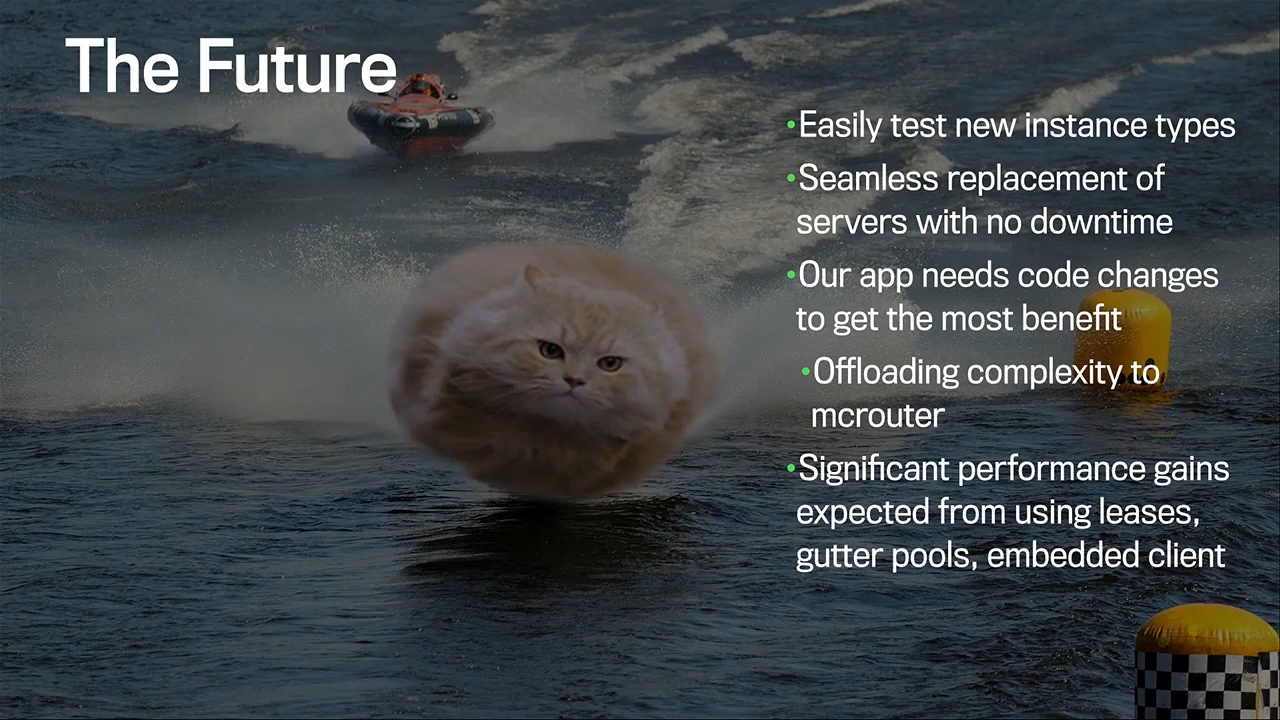 The Future
•Easily test new instance types
•Seamless replacement of
servers with no downtime
•Our app needs code changes
to get the most benefit
•Offloading complexity to
mcrouter
•Significant performance gains
expected from using leases,
gutter pools, embedded client